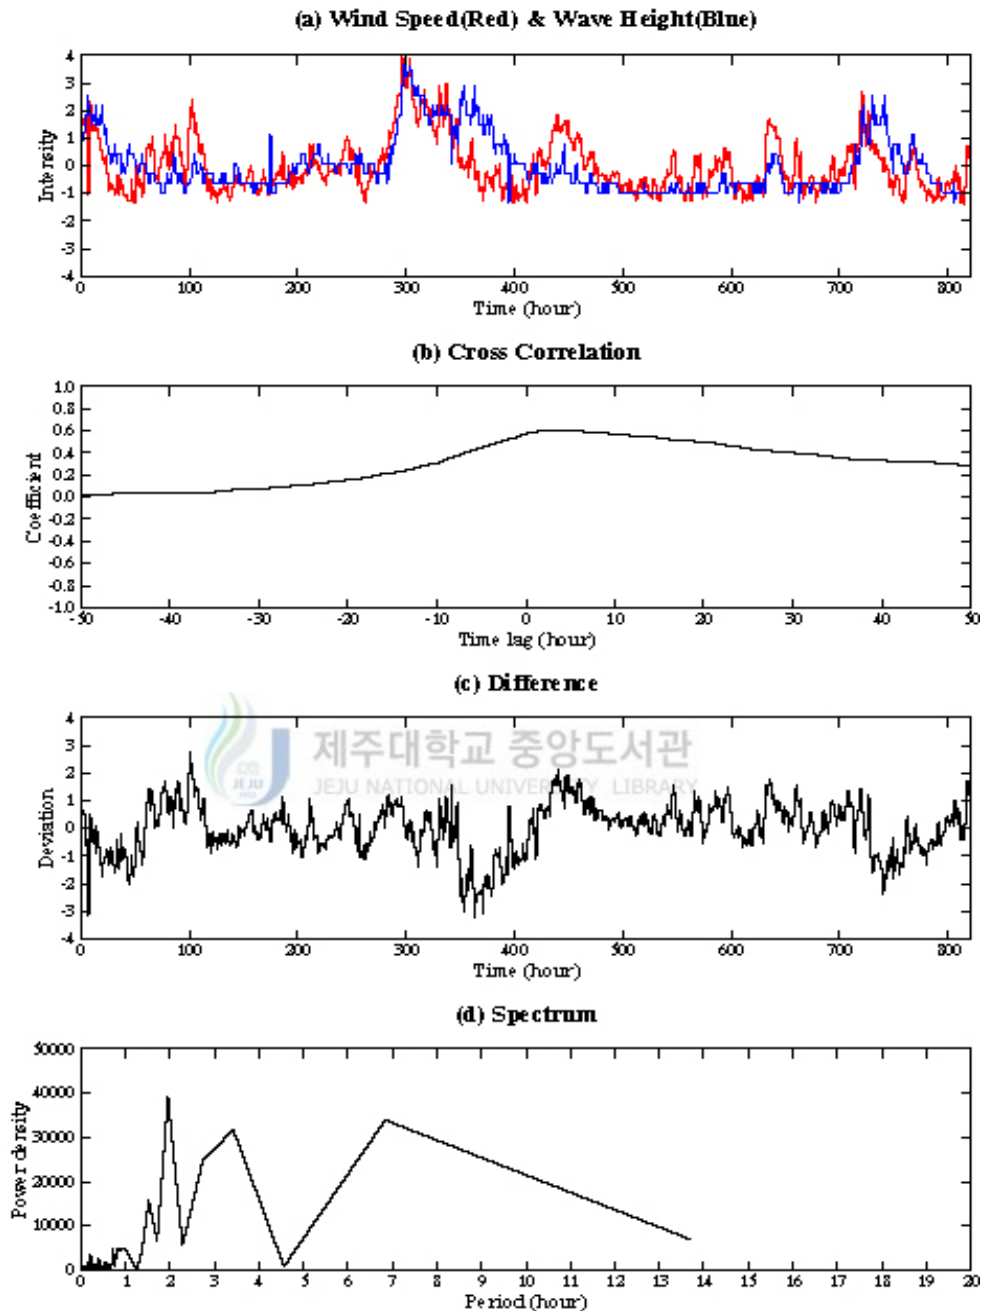 (a) Wind Speed(Red) & Wave Height(Blue)
4
3
2
1
0
-1
-2
-3
-4
Intensity
0 100 200 300 400 500 600 700 800
Time (hour)
(b) Cross Correlation
1.0
0.8
0.6
0.4
0.2
0.0
-0.2
-0.4
-0.6
-0.8
-1.0
Coefficient
-50 -40 -30 -20 -10 0 10 20 30 40 50
Time lag (hour)
(c) Difference
4
3
2
1
0
-1
-2
-3
-4
Deviation
제주대학교 중앙도서관
JEJU NATIONAL UNIVERSITY LIBRARY
JEJU
0 100 200 300 400 500 600 700 800
Time (hour)
(d) Spectrum
50000
40000
30000
20000
10000
0
Power density
0 1 2 3 4 5 6 7 8 9 10 11 12 13 14 15 16 17 18 19 20
Period (hour)